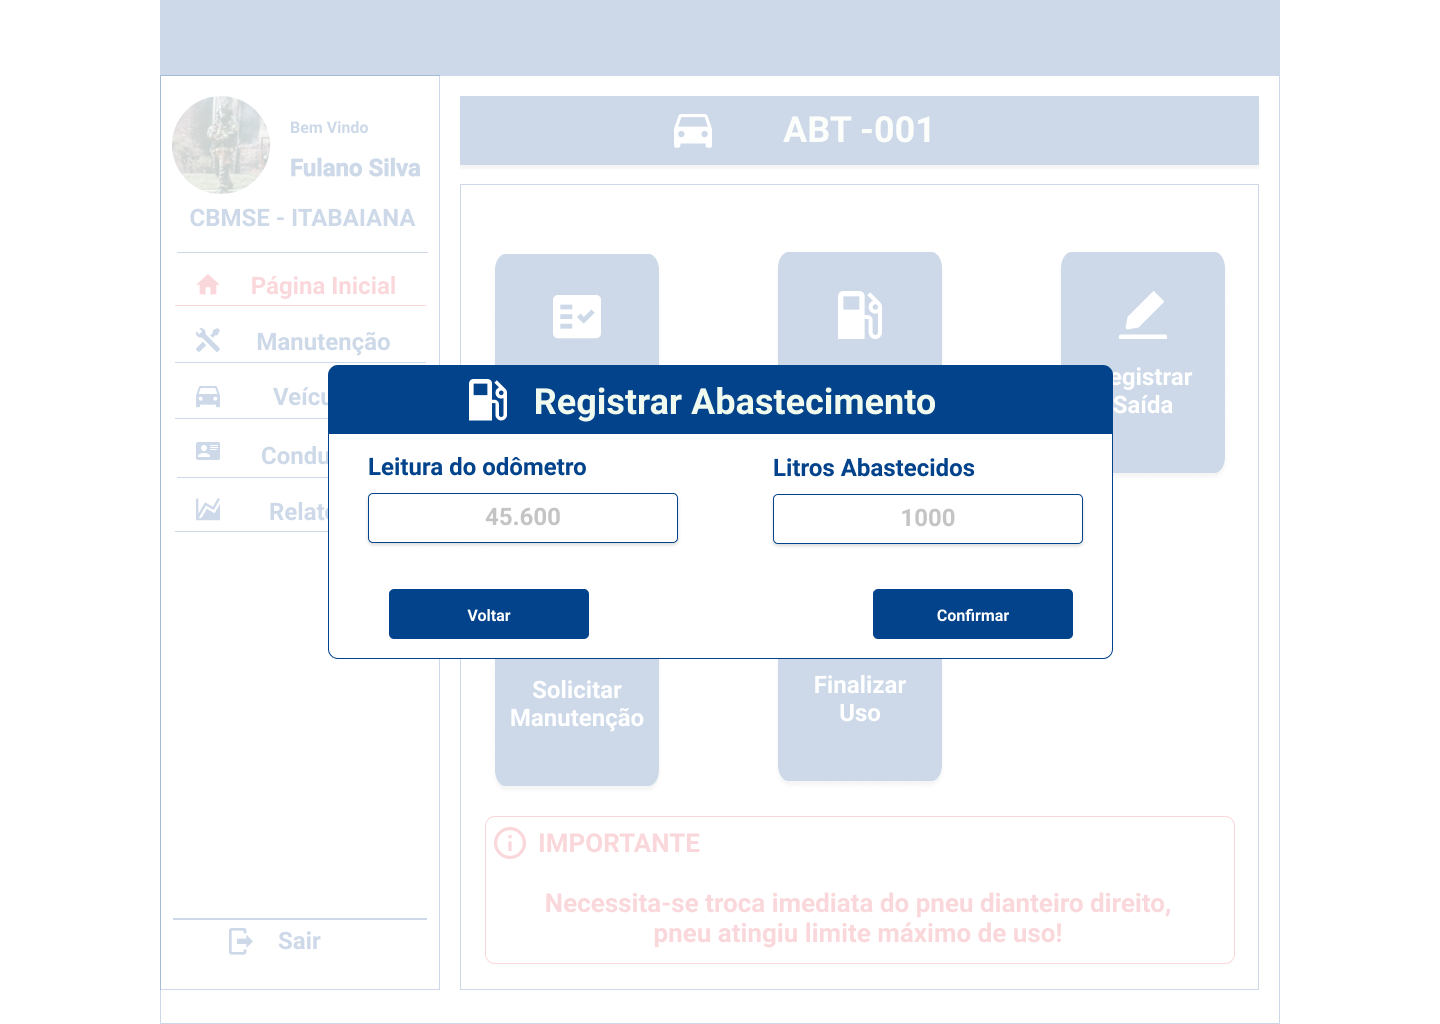 Bem Vindo
Fulano Silva
CBMSE - ITABAIANA
Página Inicial
Manutenção
Veícu
Condu
Relató
Sair
ABT -001
egistrar
Saída
Registrar Abastecimento
Leitura do odômetro
45.600
Litros Abastecidos
1000
Voltar
Confirmar
Solicitar
Manutenção
Finalizar
Uso
IMPORTANTE
Necessita-se troca imediata do pneu dianteiro direito,
pneu atingiu limite máximo de uso!